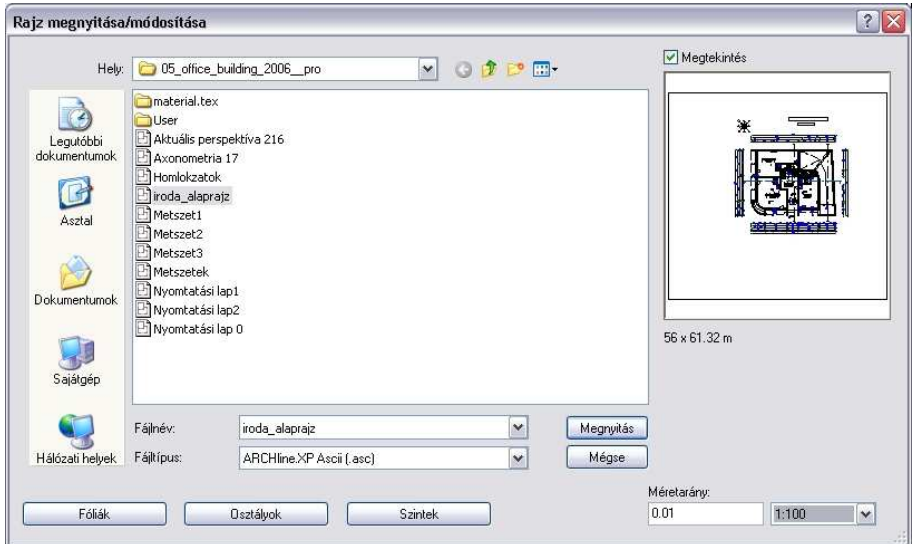 Rajz megnyitása/módosítása
Hely: 05_office_building_2006__pro
Megtekintés
Legutóbbi dokumentumok
Asztal
Dokumentumok
Sajátgép
Hálózati helyek
material.tex
User
Aktuális perspektíva 216
Axonometria 17
Homlokzatok
iroda_alaprajz
Metszet1
Metszet2
Metszet3
Metszetek
Nyomtatási lap1
Nyomtatási lap2
Nyomtatási lap 0
56 x 61.32 m
Fájlnév: iroda_alaprajz Megnyitás
Fájltípus: ARCHline.XP Ascii (.asc) Mégse
Méretarány:
Fóliák Osztályok Szintek 0.01 1:100